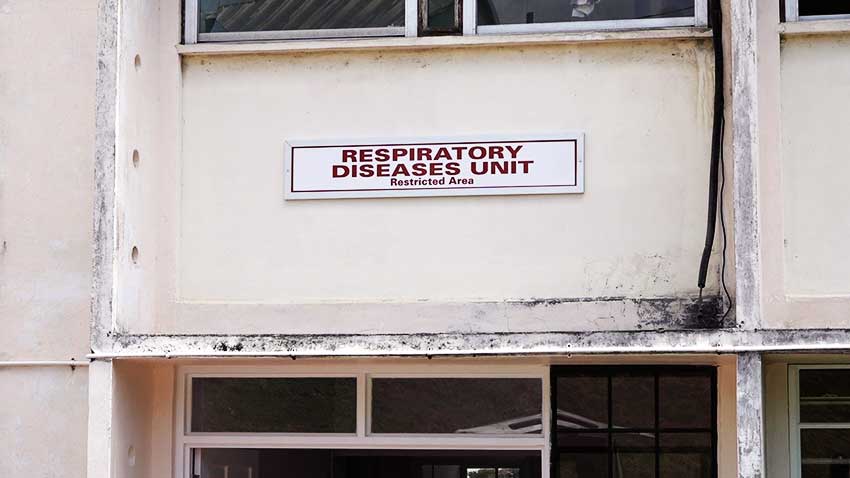 RESPIRATORY
DISEASES UNIT
Restricted Area